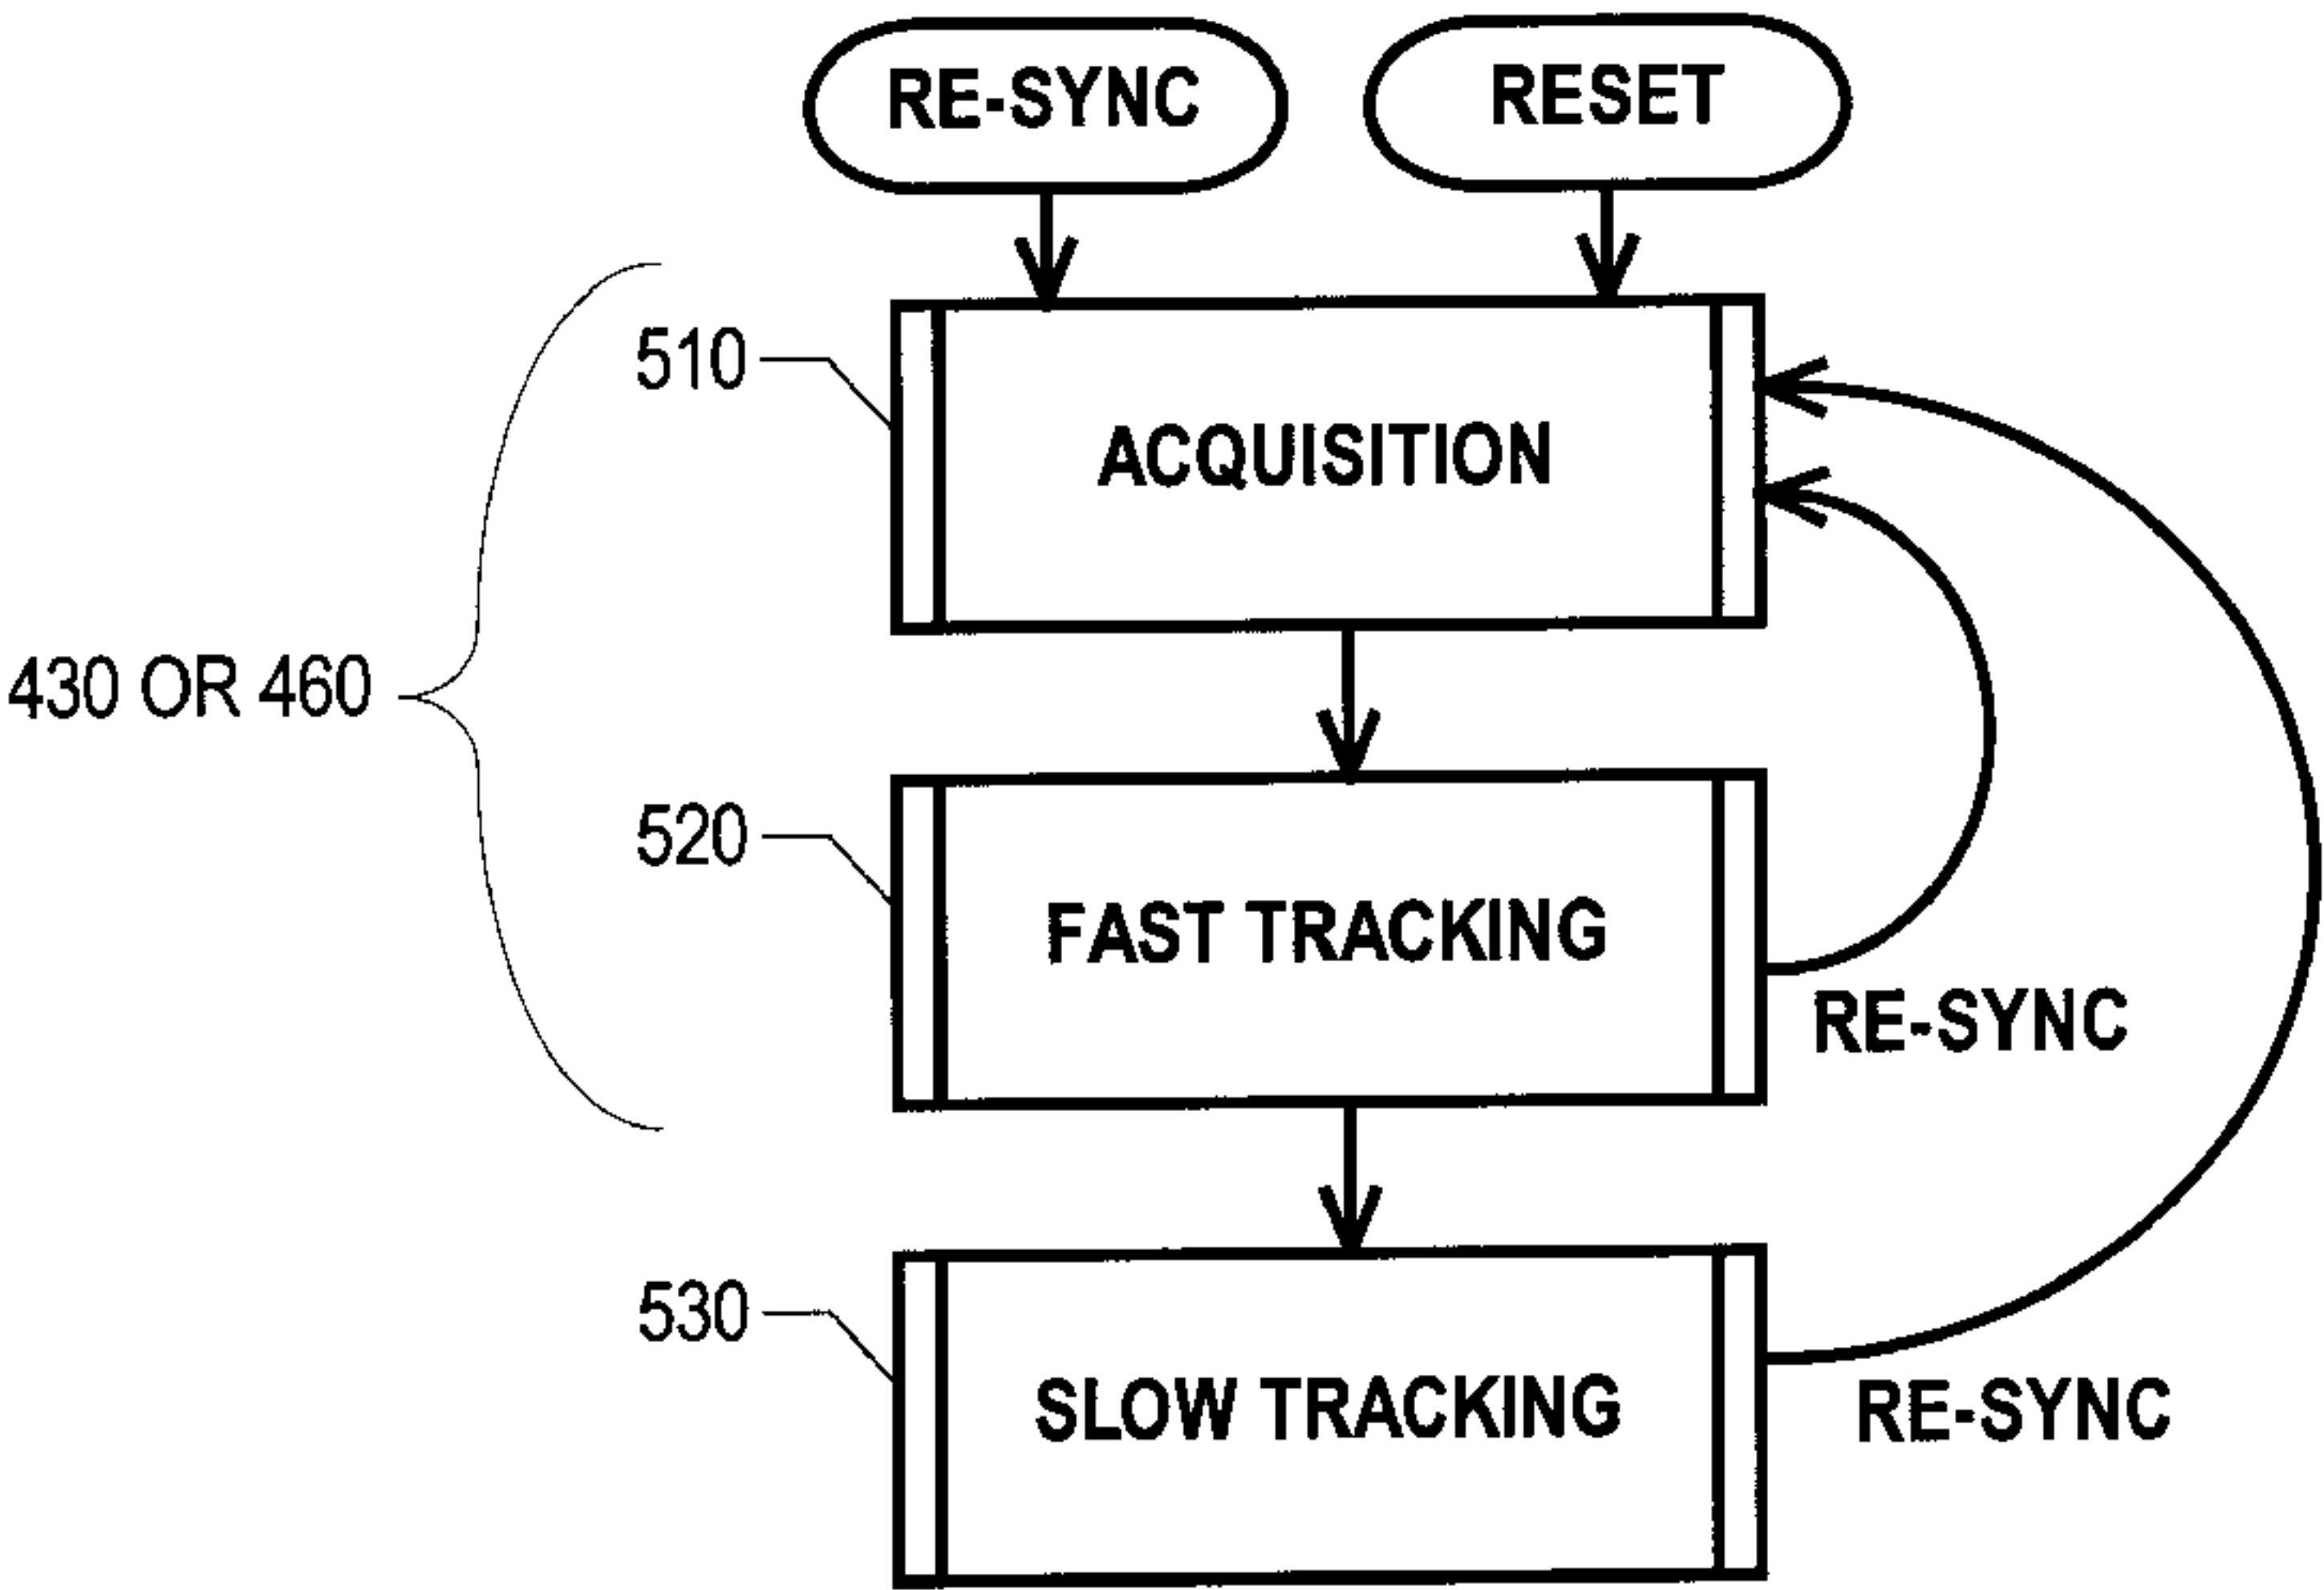 RE-SYNC
RESET
510
ACQUISITION
430 OR 460
520
FAST TRACKING
RE-SYNC
530
SLOW TRACKING
RE-SYNC